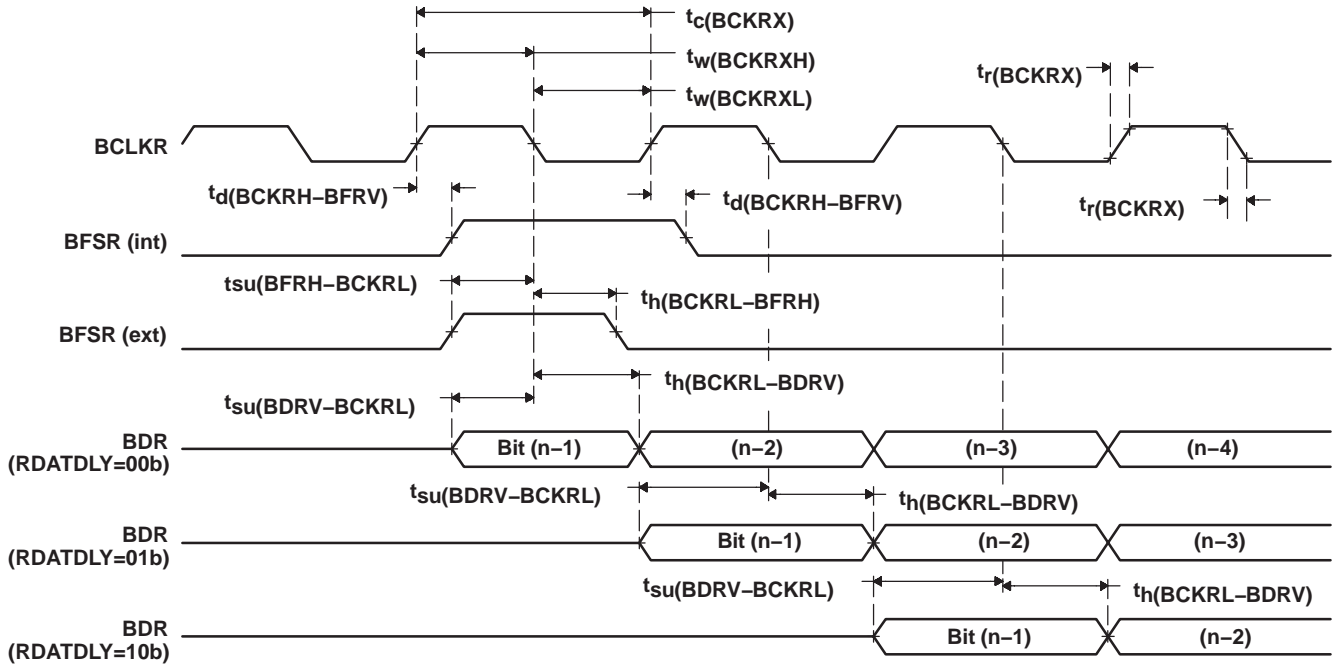 tc(BCKRX)
tw(BCKRXH)
tr(BCKRX)
tw(BCKRXL)
BCLKR
td(BCKRH–BFRV)
td(BCKRH–BFRV)
tr(BCKRX)
BFSR (int)
tsu(BFRH–BCKRL)
th(BCKRL–BFRH)
BFSR (ext)
th(BCKRL–BDRV)
tsu(BDRV–BCKRL)
BDR
(RDATDLY=00b)
Bit (n–1)
(n–2)
(n–3)
(n–4)
tsu(BDRV–BCKRL)
th(BCKRL–BDRV)
BDR
(RDATDLY=01b)
Bit (n–1)
(n–2)
(n–3)
tsu(BDRV–BCKRL)
th(BCKRL–BDRV)
BDR
(RDATDLY=10b)
Bit (n–1)
(n–2)